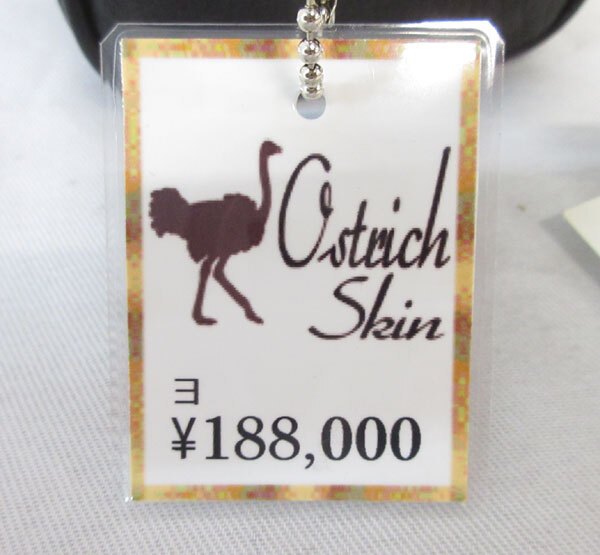 Ostrich
Skin
ヨ
¥188,000